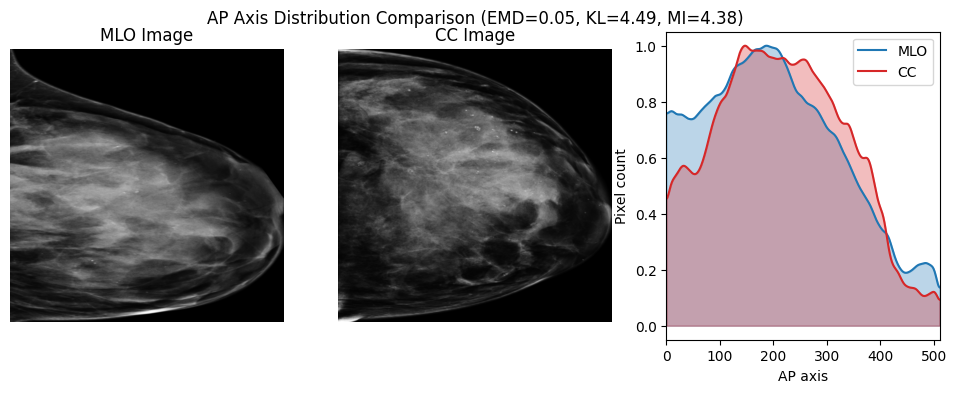 AP Axis Distribution Comparison (EMD=0.05, KL=4.49, MI=4.38)
MLO Image
CC Image
MLO
CC
Pixel count
1.0
0.8
0.6
0.4
0.2
0.0
0 100 200 300 400 500
AP axis